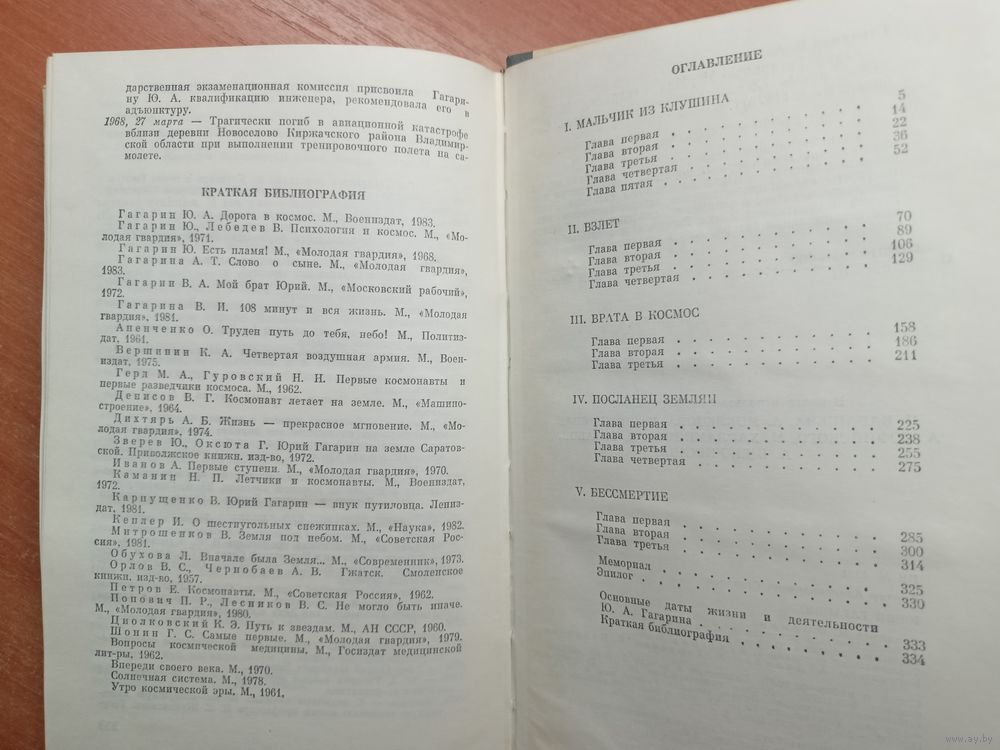 дарственная экзаменационная комиссия присвоила Гагари-
ну Ю. А. квалификацию инженера, рекомендовала его в
адъюнктуру.
1968, 27 марта — Трагически погиб в авиационной катастрофе
вблизи деревни Новоселово Киржачского района Владимир-
ской области при выполнении тренировочного полета на са-
молете.
КРАТКАЯ БИБЛИОГРАФИЯ
Гагарин Ю. А. Дорога в космос. М., Воениздат, 1983.
Гагарин Ю., Лебедев В. Психология и космос. М., «Мо-
лодая гвардия», 1971.
Гагарин Ю. Есть пламя! М., «Молодая гвардия», 1968.
Гагарина А. Т. Слово о сыне. М., «Молодая гвардия»,
1983.
Гагарин В. А. Мой брат Юрий. М., «Московский рабочий»,
1972.
Гагарина В. И. 108 минут и вся жизнь. М., «Молодая
гвардия», 1981.
Апенченко О. Труден путь до тебя, небо! М., Политиз-
дат, 1961.
Вершинин К. А. Четвертая воздушная армия. М., Воен-
издат, 1975.
Герд М. А., Гуровский Н. Н. Первые космонавты и
первые разведчики космоса. М., 1962.
Денисов В. Г. Космонавт летает на земле. М., «Машино-
строение», 1964.
Дихтярь А. Б. Жизнь — прекрасное мгновение. М., «Мо-
лодая гвардия», 1974.
Зверев Ю., Оксюта Г. Юрий Гагарин на земле Саратов-
ской. Приволжское книжн. изд-во, 1972.
Иванов А. Первые ступени. М., «Молодая гвардия», 1970.
Каманин Н. П. Летчики и космонавты. М., Воениздат,
1972.
Карпущенко В. Юрий Гагарин — внук путиловца. Лениз-
дат, 1981.
Кеплер И. О шестиугольных снежинках. М., «Наука», 1982.
Митрошенков В. Земля под небом. М., «Советская Рос-
сия», 1981.
Обухова Л. Вначале была Земля... М., «Современник», 1973.
Орлов В. С., Чернобаев А. В. Гжатск. Смоленское
книжн. изд-во, 1957.
Петров Е. Космонавты. М., «Советская Россия», 1962.
Попович П. Р., Лесников В. С. Не могло быть иначе.
М., «Молодая гвардия», 1980.
Циолковский К. Э. Путь к звездам. М., АН СССР, 1960.
Шонин Г. С. Самые первые. М., «Молодая гвардия», 1979.
Вопросы космической медицины. М., Госиздат медицинской
лит-ры, 1962.
Впереди своего века. М., 1970.
Солнечная система. М., 1978.
Утро космической эры. М., 1961.
333
ОГЛАВЛЕНИЕ
I. МАЛЬЧИК ИЗ КЛУШИНА
Глава первая . . . . . . . . 5
Глава вторая . . . . . . . . 14
Глава третья . . . . . . . . 22
Глава четвертая . . . . . . . . 36
Глава пятая . . . . . . . . 52
II. ВЗЛЕТ
Глава первая . . . . . . . . 70
Глава вторая . . . . . . . . 89
Глава третья . . . . . . . . 106
Глава четвертая . . . . . . . . 129
III. ВРАТА В КОСМОС
Глава первая . . . . . . . . 158
Глава вторая . . . . . . . . 186
Глава третья . . . . . . . . 211
IV. ПОСЛАНЕЦ ЗЕМЛЯН
Глава первая . . . . . . . . 225
Глава вторая . . . . . . . . 238
Глава третья . . . . . . . . 255
Глава четвертая . . . . . . . . 275
V. БЕССМЕРТИЕ
Глава первая . . . . . . . . 285
Глава вторая . . . . . . . . 300
Глава третья . . . . . . . . 314
Мемориал . . . . . . . . 325
Эпилог . . . . . . . . 330
Основные даты жизни и деятельности
Ю. А. Гагарина . . . . . . . . 333
Краткая библиография . . . . . . . . 334
www.ay.by